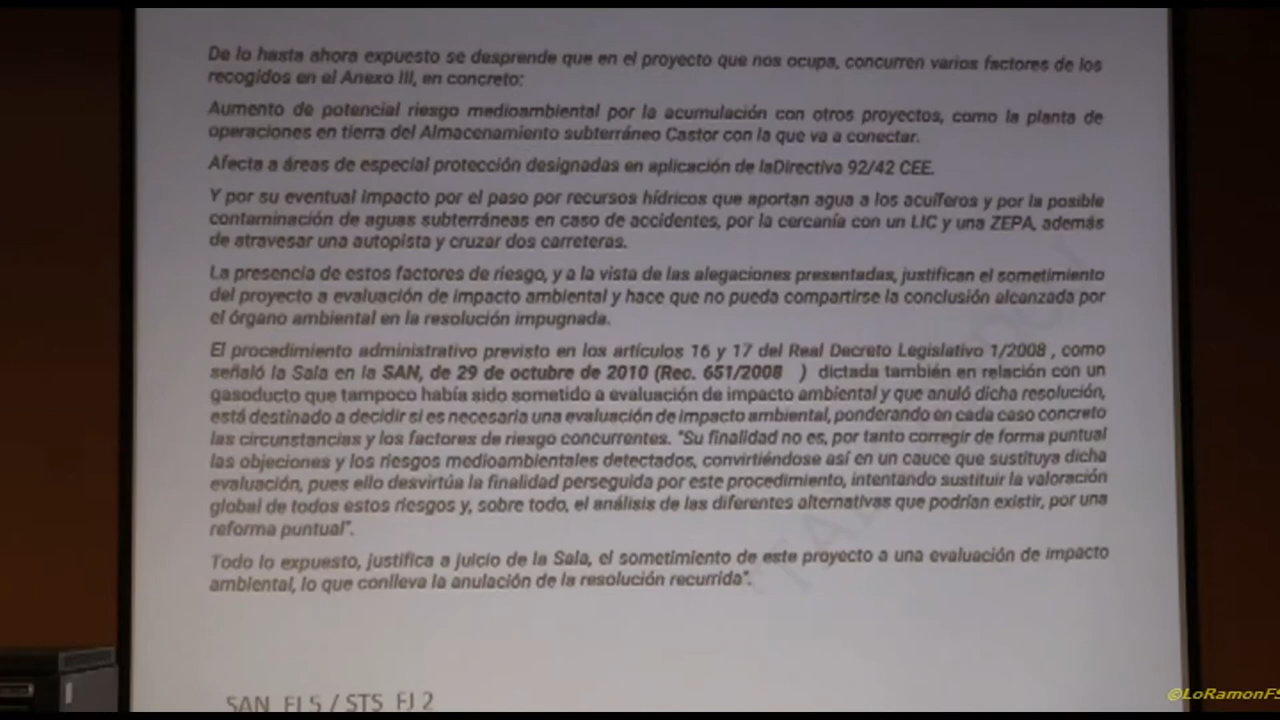 De lo hasta ahora expuesto se desprende que en el proyecto que nos ocupa, concurren varios factores de los
recogidos en el Anexo III, en concreto:
Aumento de potencial riesgo medioambiental por la acumulación con otros proyectos, como la planta de
operaciones en tierra del Almacenamiento subterráneo Castor con la que va a conectar.
Afecta a áreas de especial protección designadas en aplicación de laDirectiva 92/42 CEE.
Y por su eventual impacto por el paso por recursos hídricos que aportan agua a los acuíferos y por la posible
contaminación de aguas subterráneas en caso de accidentes, por la cercanía con un LIC y una ZEPA, además
de atravesar una autopista y cruzar dos carreteras.
La presencia de estos factores de riesgo, y a la vista de las alegaciones presentadas, justifican el sometimiento
del proyecto a evaluación de impacto ambiental y hace que no pueda compartirse la conclusión alcanzada por
el órgano ambiental en la resolución impugnada.
El procedimiento administrativo previsto en los artículos 16 y 17 del Real Decreto Legislativo 1/2008 , como
señaló la Sala en la SAN, de 29 de octubre de 2010 (Rec. 651/2008 ) dictada también en relación con un
gasoducto que tampoco había sido sometido a evaluación de impacto ambiental y que anuló dicha resolución,
está destinado a decidir si es necesaria una evaluación de impacto ambiental, ponderando en cada caso concreto
las circunstancias y los factores de riesgo concurrentes. "Su finalidad no es, por tanto corregir de forma puntual
las objeciones y los riesgos medioambientales detectados, convirtiéndose así en un cauce que sustituya dicha
evaluación, pues ello desvirtúa la finalidad perseguida por este procedimiento, intentando sustituir la valoración
global de todos estos riesgos y, sobre todo, el análisis de las diferentes alternativas que podrían existir, por una
reforma puntual".
Todo lo expuesto, justifica a juicio de la Sala, el sometimiento de este proyecto a una evaluación de impacto
ambiental, lo que conlleva la anulación de la resolución recurrida".
SAN FJ 5 / STS FJ 2
©LoRamonFS